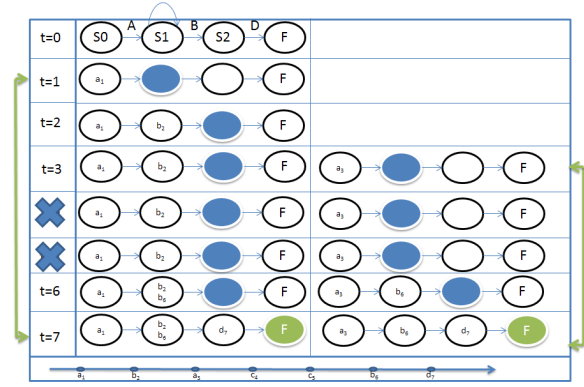 A B D
t=0 S0 S1 S2 F
t=1 a₁ F
t=2 a₁ b₂ F
t=3 a₁ b₂ F a₃ F
a₁ b₂ F a₃ F
a₁ b₂ F a₃ F
t=6 a₁ b₂ b₆ F a₃ b₆ F
t=7 a₁ b₂ b₆ d₇ F a₃ b₆ d₇ F
a₁ b₂ a₃ c₄ c₅ b₆ d₇